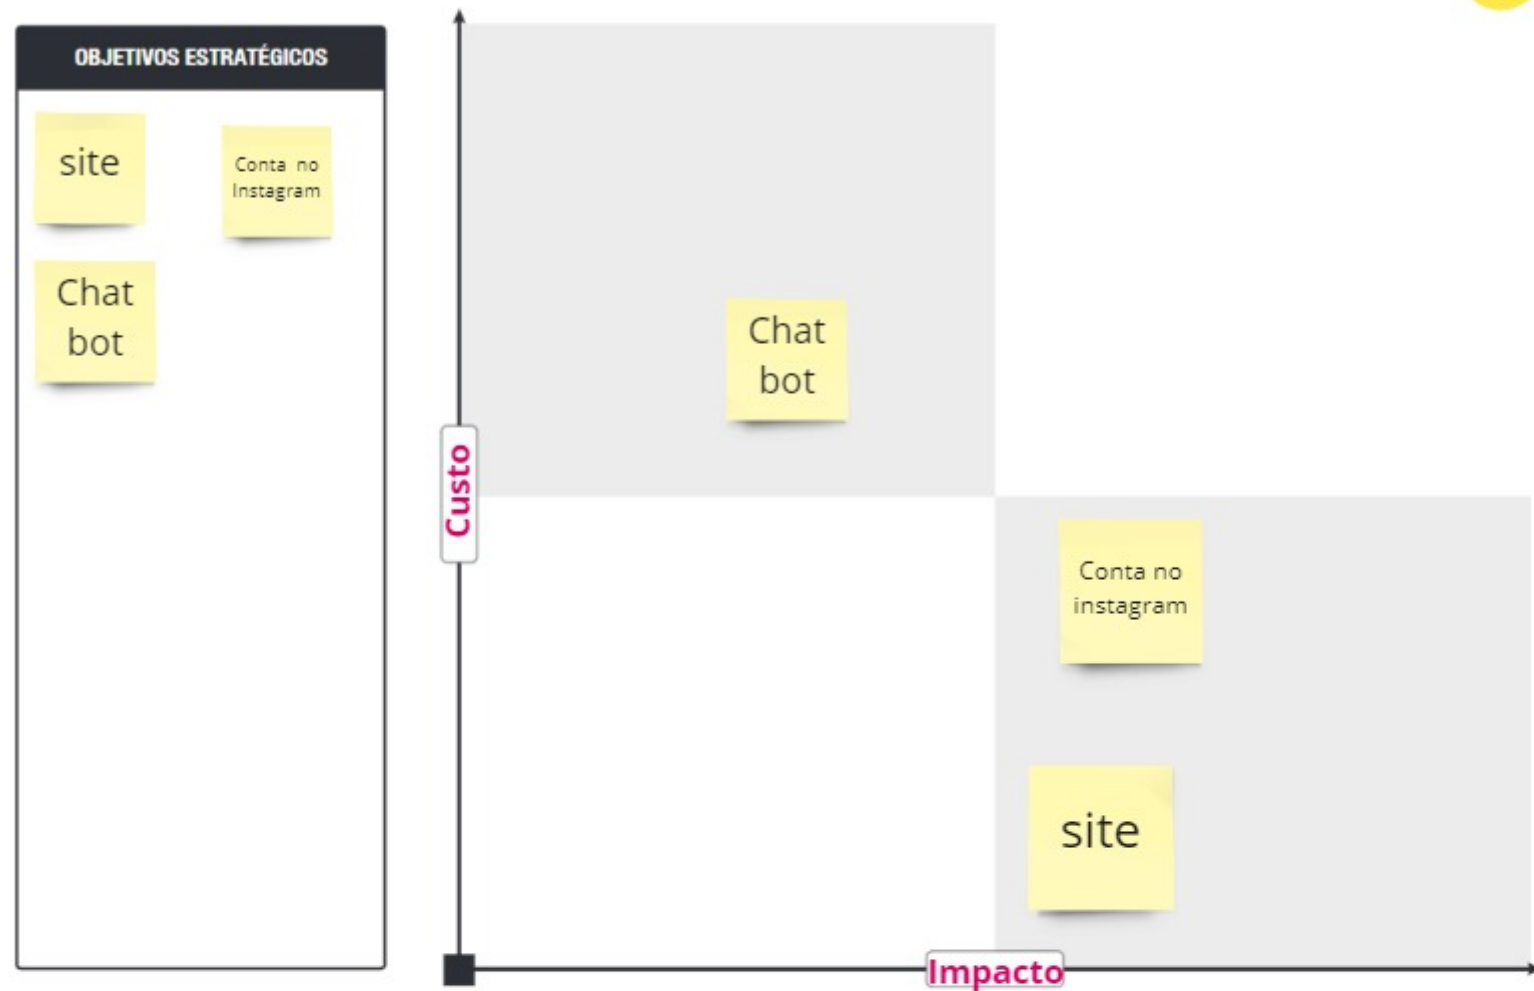 OBJETIVOS ESTRATÉGICOS
site
Conta no
Instagram
Chat
bot
Custo
Chat
bot
Conta no
instagram
site
Impacto